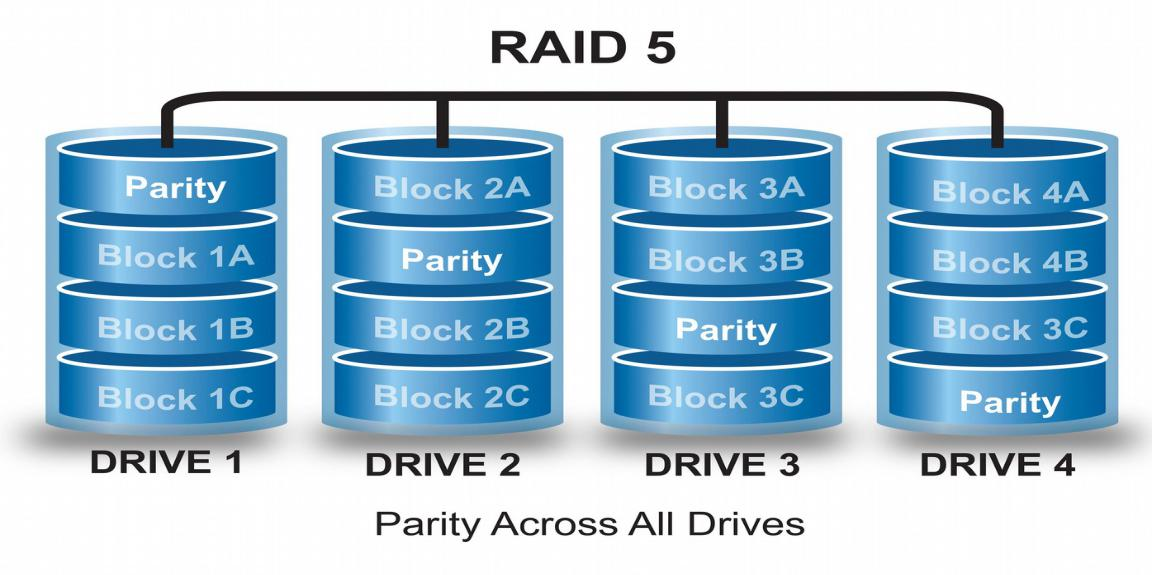 RAID 5
Parity
Block 1A
Block 1B
Block 1C
DRIVE 1
Block 2A
Parity
Block 2B
Block 2C
DRIVE 2
Block 3A
Block 3B
Parity
Block 3C
DRIVE 3
Block 4A
Block 4B
Block 3C
Parity
DRIVE 4
Parity Across All Drives